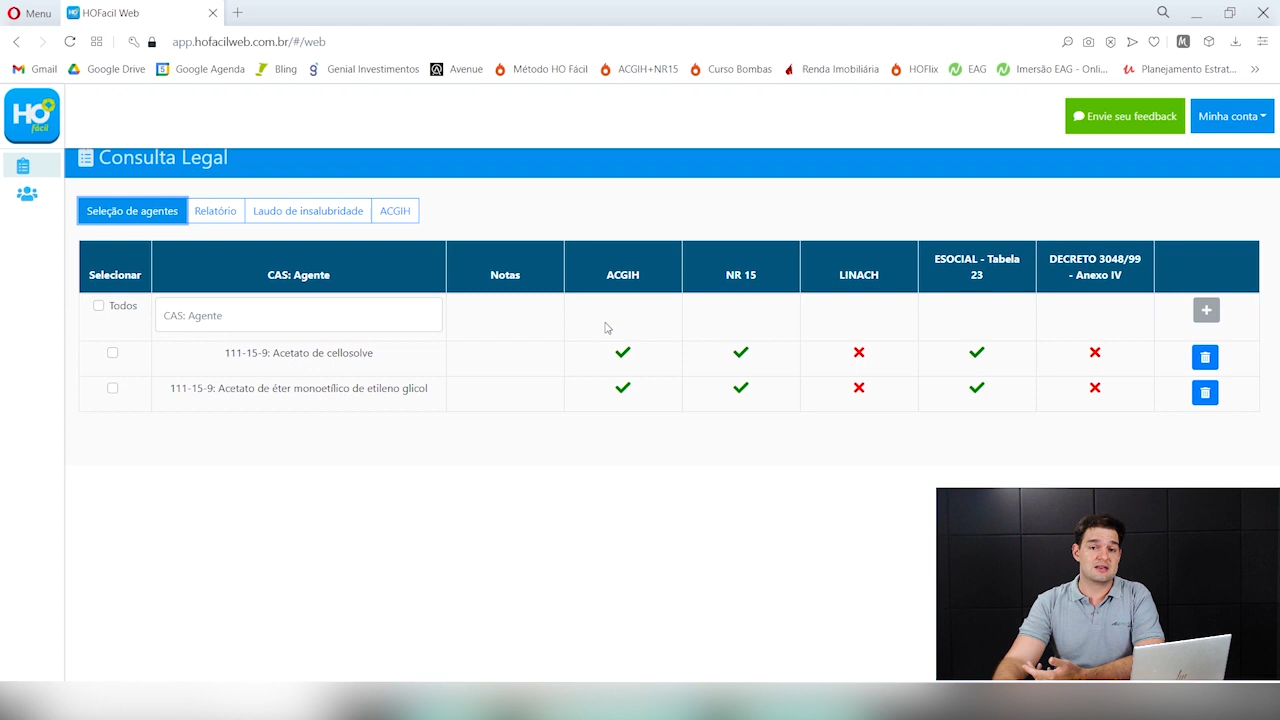 Menu
HOFacil Web
app.hofacilweb.com.br/#/web
Gmail
Google Drive
Google Agenda
Bling
Genial Investimentos
Avenue
Método HO Fácil
ACGIH+NR15
Curso Bombas
Renda Imobiliária
HOFlix
EAG
Imersão EAG - Onli...
Planejamento Estrat...
HO
fácil
Envie seu feedback
Minha conta
Consulta Legal
Seleção de agentes
Relatório
Laudo de insalubridade
ACGIH
Selecionar
CAS: Agente
Notas
ACGIH
NR 15
LINACH
ESOCIAL - Tabela
23
DECRETO 3048/99
- Anexo IV
Todos
CAS: Agente
111-15-9: Acetato de cellosolve
111-15-9: Acetato de éter monoetílico de etileno glicol